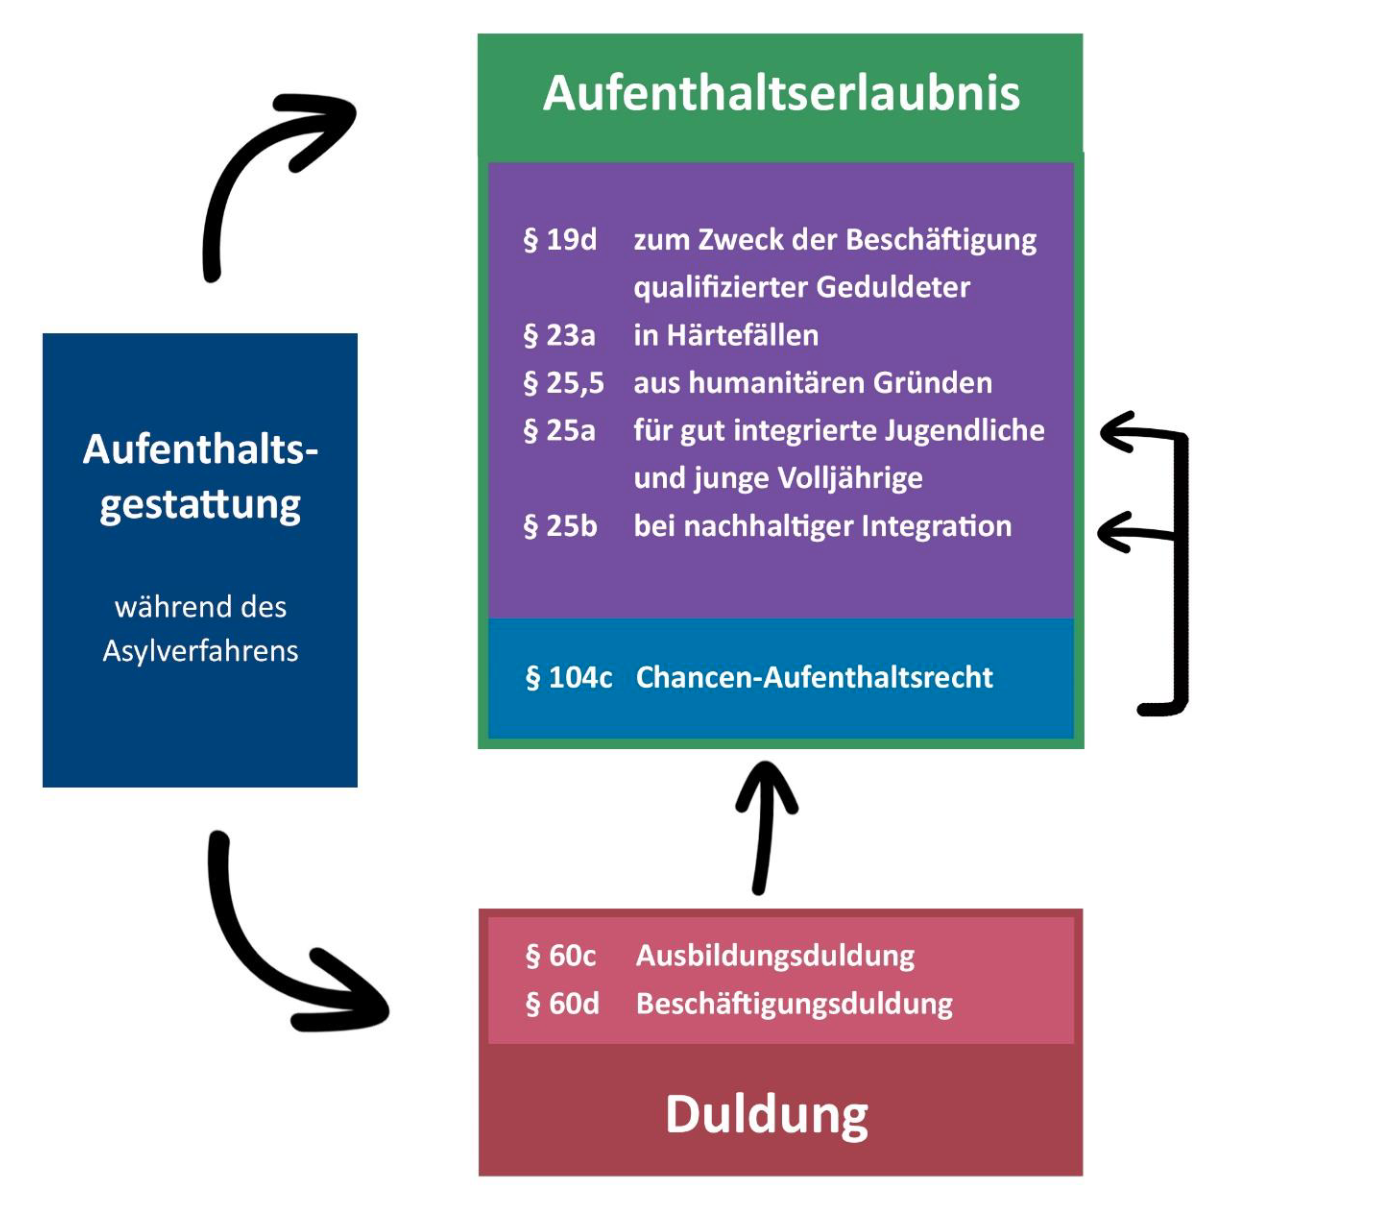 Aufenthaltserlaubnis
§ 19d zum Zweck der Beschäftigung
qualifizierter Geduldeter
§ 23a in Härtefällen
§ 25,5 aus humanitären Gründen
§ 25a für gut integrierte Jugendliche
und junge Volljährige
§ 25b bei nachhaltiger Integration
§ 104c Chancen-Aufenthaltsrecht
Aufenthalts-
gestattung
während des
Asylverfahrens
§ 60c Ausbildungsduldung
§ 60d Beschäftigungsduldung
Duldung